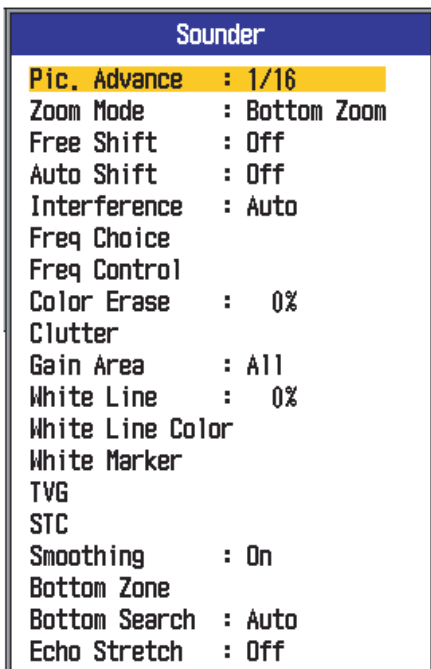 Sounder
Pic. Advance : 1/16
Zoom Mode : Bottom Zoom
Free Shift : Off
Auto Shift : Off
Interference : Auto
Freq Choice
Freq Control
Color Erase : 0%
Clutter
Gain Area : All
White Line : 0%
White Line Color
White Marker
TVG
STC
Smoothing : On
Bottom Zone
Bottom Search : Auto
Echo Stretch : Off